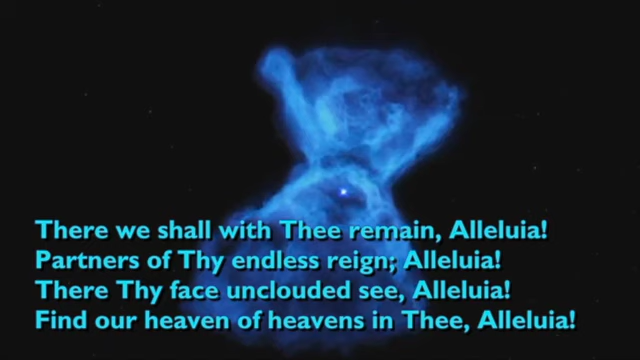 There we shall with Thee remain, Alleluia!
Partners of Thy endless reign; Alleluia!
There Thy face unclouded see, Alleluia!
Find our heaven of heavens in Thee, Alleluia!